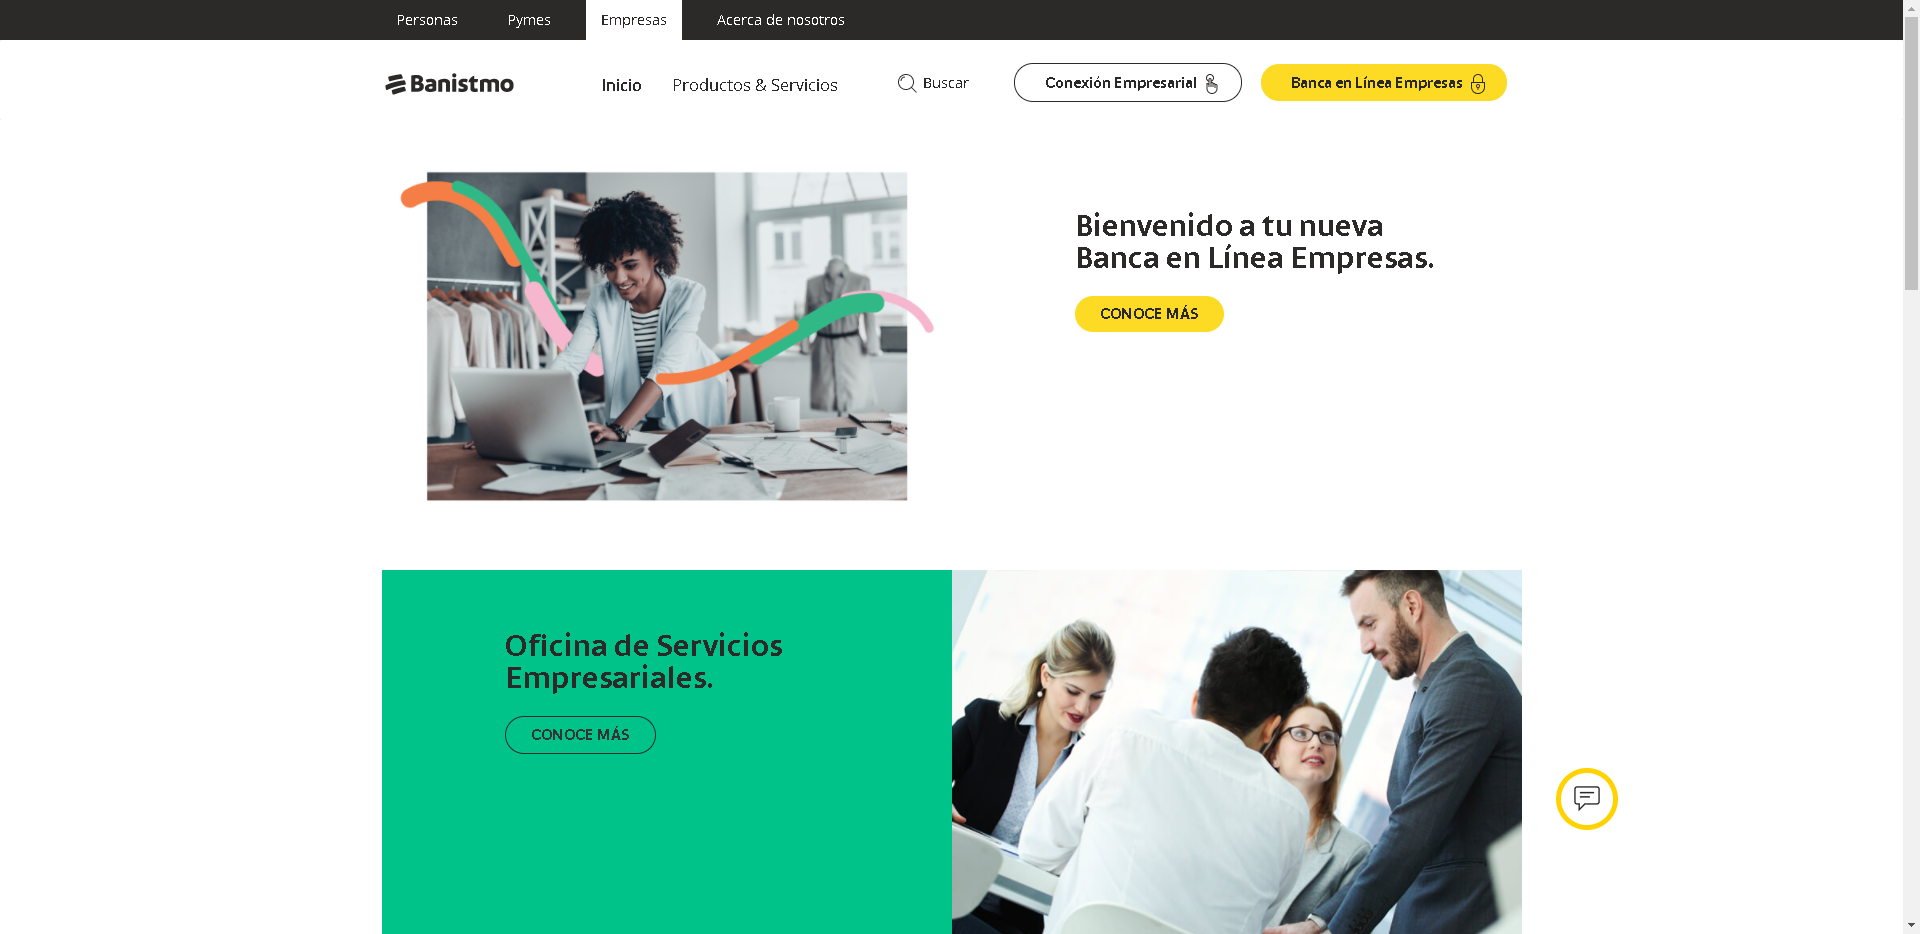 Personas
Pymes
Empresas
Acerca de nosotros
Banistmo
Inicio
Productos & Servicios
Buscar
Conexión Empresarial
Banca en Línea Empresas
Bienvenido a tu nueva
Banca en Línea Empresas.
CONOCE MÁS
Oficina de Servicios
Empresariales.
CONOCE MÁS